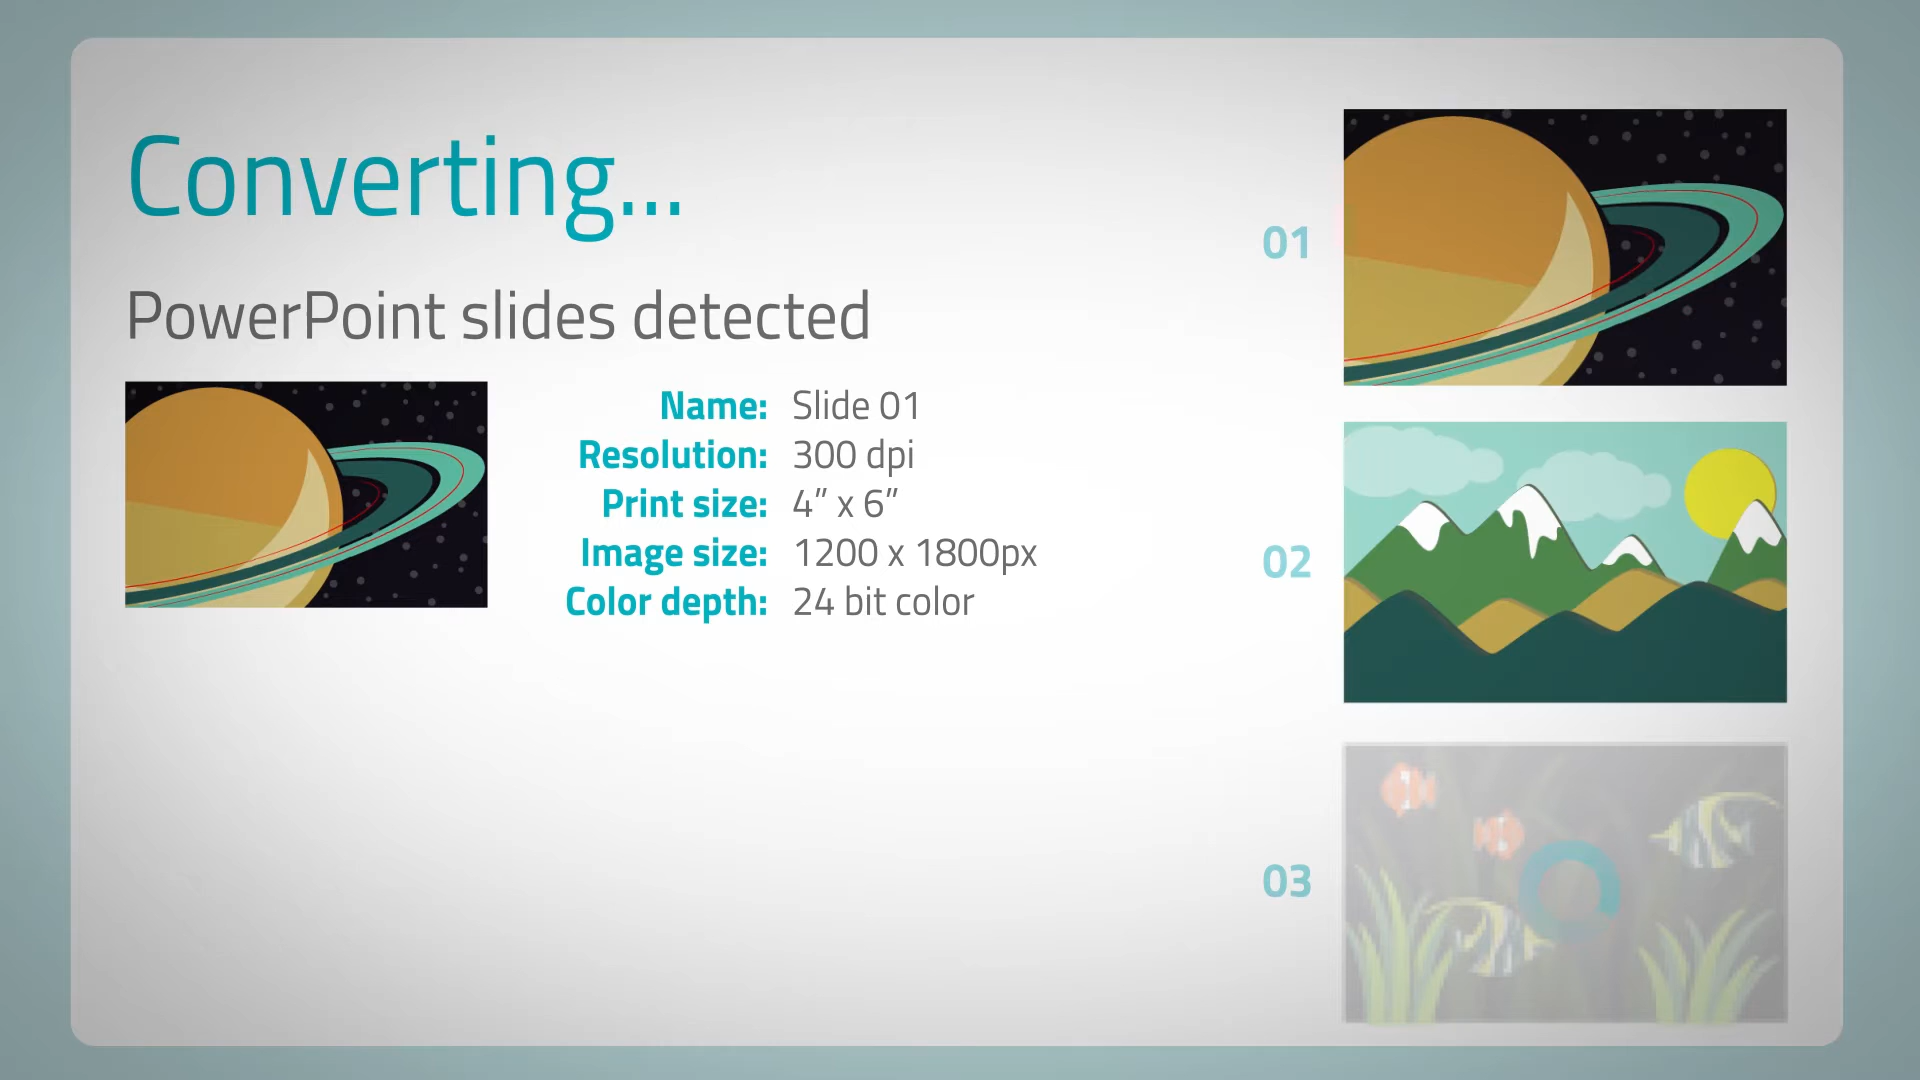 Converting...
PowerPoint slides detected
Name: Slide 01
Resolution: 300 dpi
Print size: 4” x 6”
Image size: 1200 x 1800px
Color depth: 24 bit color
01
02
03